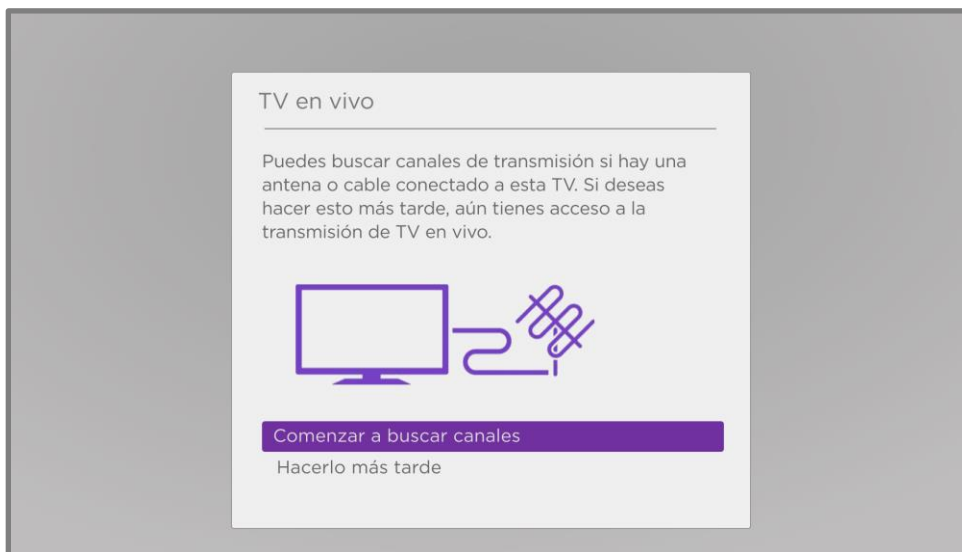 TV en vivo
Puedes buscar canales de transmisión si hay una
antena o cable conectado a esta TV. Si deseas
hacer esto más tarde, aún tienes acceso a la
transmisión de TV en vivo.
Comenzar a buscar canales
Hacerlo más tarde